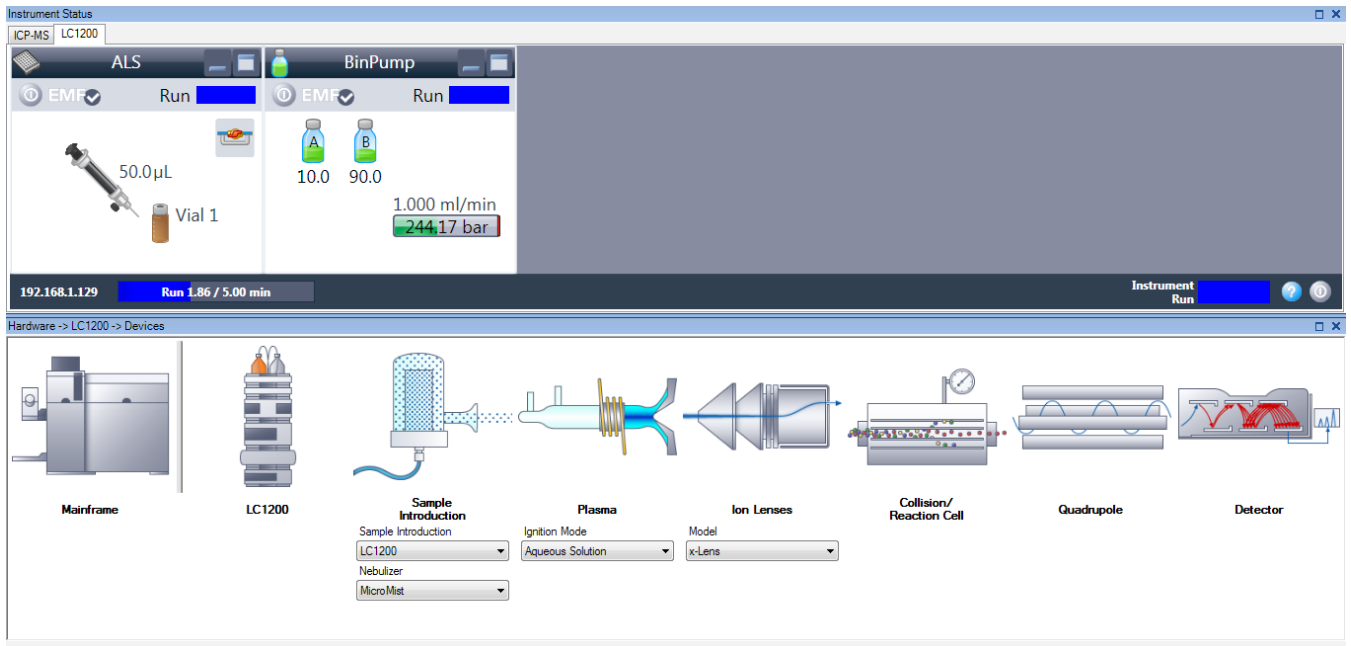 Instrument Status
ICP-MS LC1200
ALS
BinPump
EMF Run
EMF Run
50.0µL
Vial 1
A B
10.0 90.0
1.000 ml/min
244.17 bar
192.168.1.129
Run 1.86 / 5.00 min
Instrument
Run
?
Hardware -> LC1200 -> Devices
Mainframe
LC1200
Sample
Introduction
Plasma
Ion Lenses
Collision/
Reaction Cell
Quadrupole
Detector
Sample Introduction
Ignition Mode
Model
LC1200
Aqueous Solution
x-Lens
Nebulizer
MicroMist